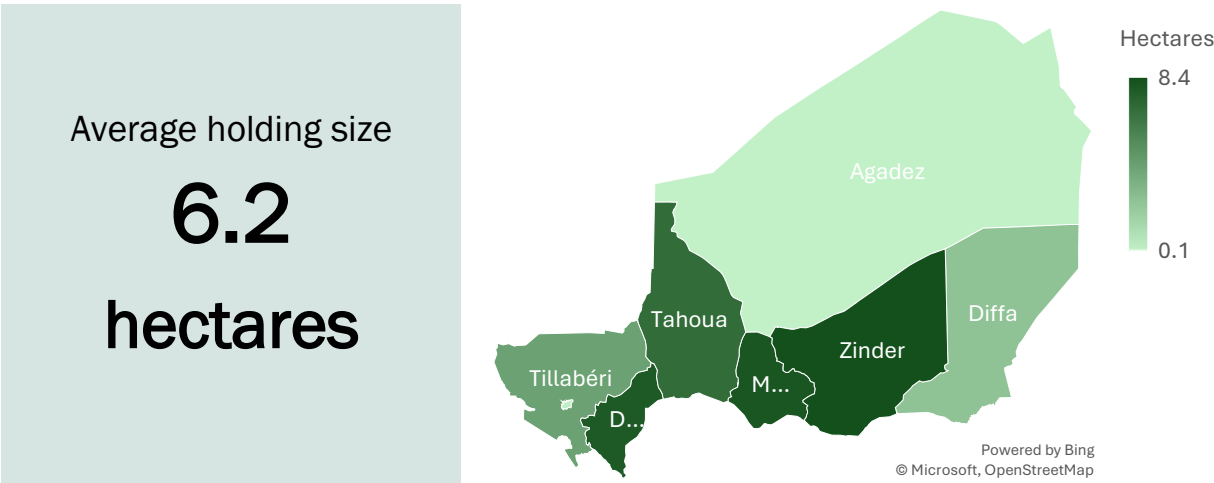 Average holding size
6.2
hectares
Hectares
8.4
0.1
Agadez
Tahoua
Diffa
Zinder
Tillabéri
M...
D...
Powered by Bing
© Microsoft, OpenStreetMap